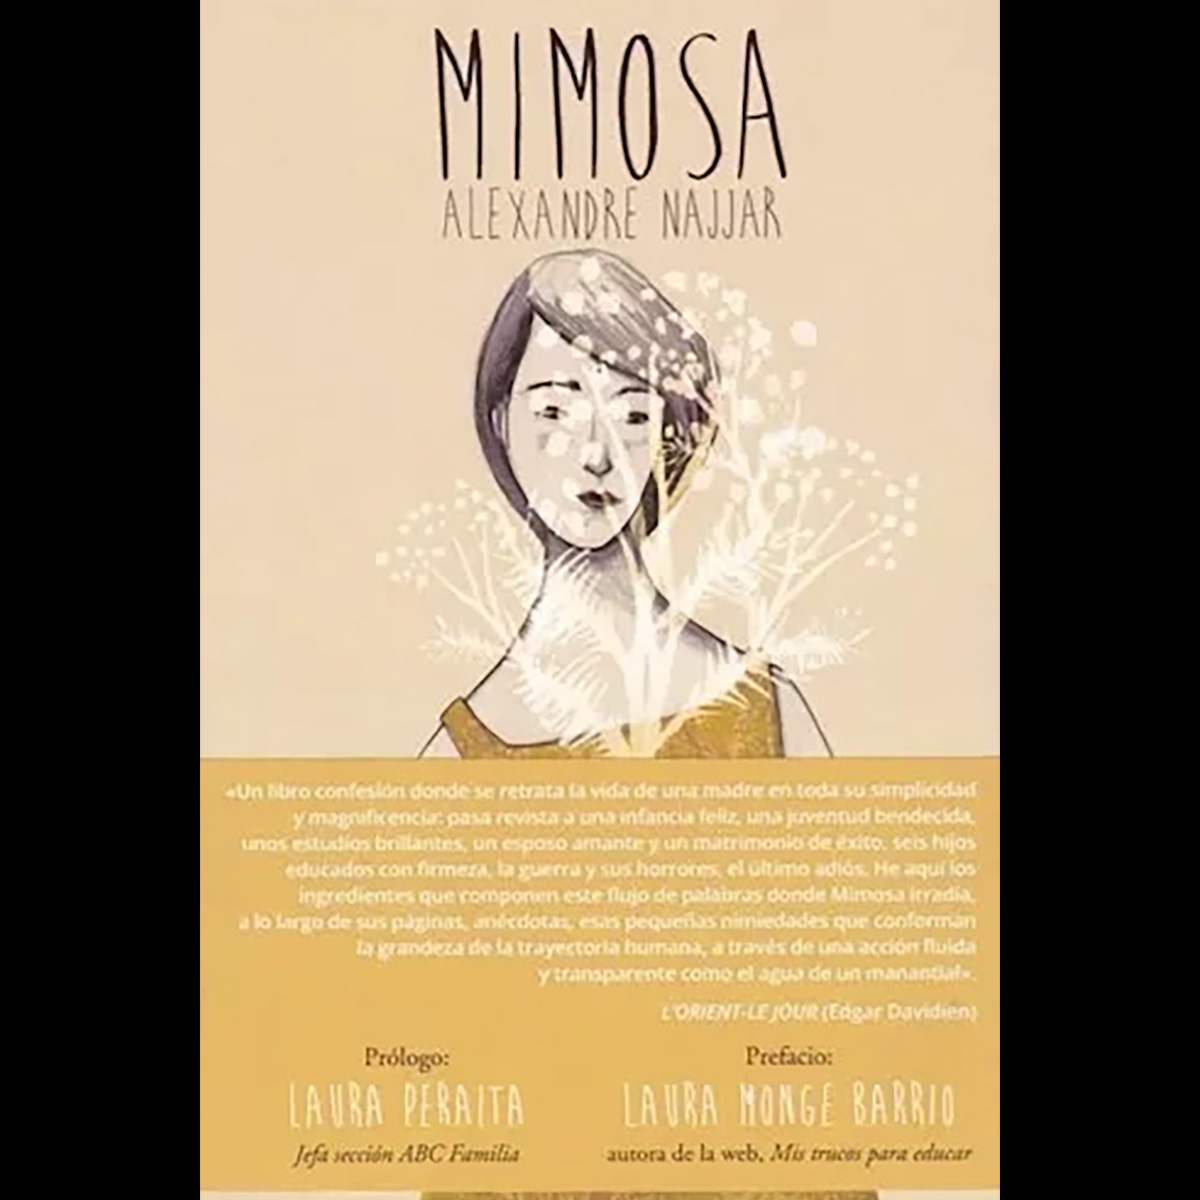 MIMOSA
ALEXANDRE NAJJAR
«Un libro confesión donde se retrata la vida de una madre en toda su simplicidad
y magnificencia: pasa revista a una infancia feliz, una juventud bendecida,
unos estudios brillantes, un esposo amante y un matrimonio de éxito, seis hijos
educados con firmeza, la guerra y sus horrores, el último adiós. He aquí los
ingredientes que componen este flujo de palabras donde Mimosa irradia,
a lo largo de sus páginas, anécdotas, esas pequeñas nimiedades que conforman
la grandeza de la trayectoria humana, a través de una acción fluida
y transparente como el agua de un manantial».
L'ORIENT-LE JOUR (Edgar Davidien)
Prólogo:
LAURA PERAITA
Jefa sección ABC Familia
Prefacio:
LAURA MONGE BARRIO
autora de la web, Mis trucos para educar